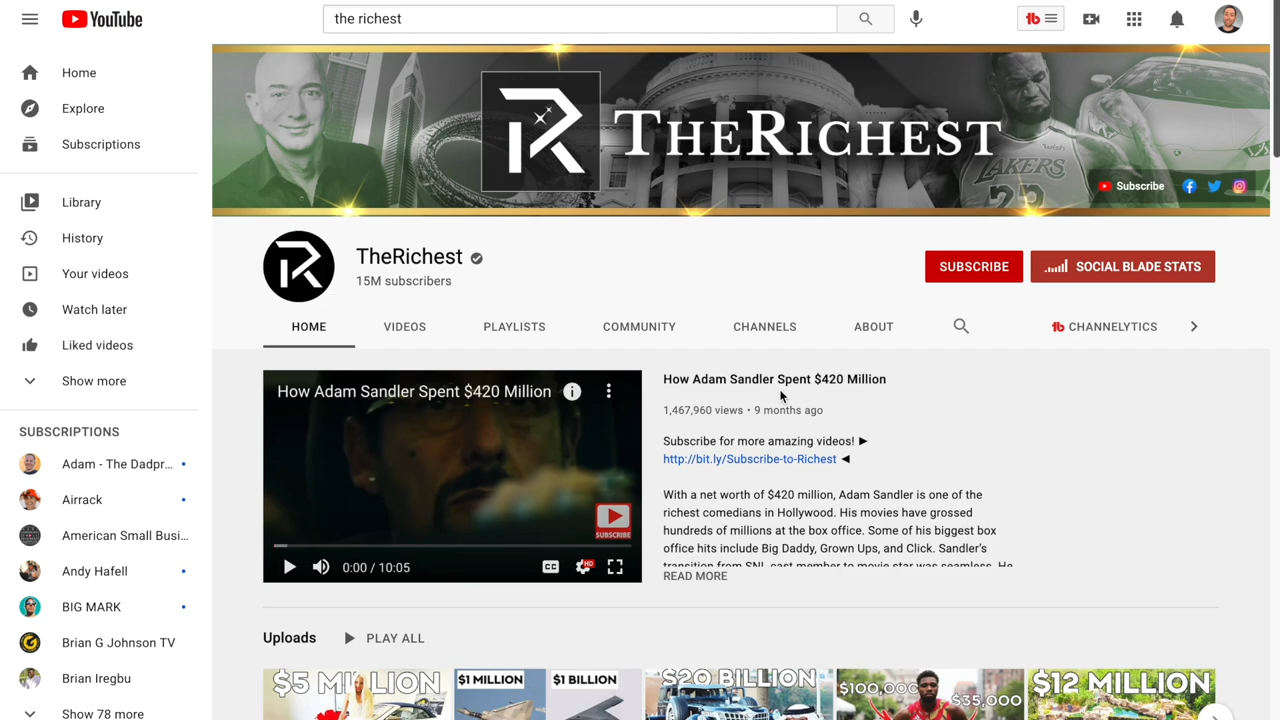 YouTube
the richest
Home
Explore
Subscriptions
Library
History
Your videos
Watch later
Liked videos
Show more
SUBSCRIPTIONS
Adam - The Dadpr...
Airrack
American Small Busi...
Andy Hafell
BIG MARK
Brian G Johnson TV
Brian Iregbu
Show 78 more
THERICHEST
LAKERS
Subscribe
TheRichest
15M subscribers
SUBSCRIBE
SOCIAL BLADE STATS
HOME
VIDEOS
PLAYLISTS
COMMUNITY
CHANNELS
ABOUT
CHANNELYTICS
How Adam Sandler Spent $420 Million
SUBSCRIBE
0:00 / 10:05
CC
HD
How Adam Sandler Spent $420 Million
1,467,960 views • 9 months ago
Subscribe for more amazing videos! ►
http://bit.ly/Subscribe-to-Richest ◄
With a net worth of $420 million, Adam Sandler is one of the
richest comedians in Hollywood. His movies have grossed
hundreds of millions at the box office. Some of his biggest box
office hits include Big Daddy, Grown Ups, and Click. Sandler's
transition from SNL cast member to movie star was seamless. He
READ MORE
Uploads
PLAY ALL
$5 MILLION
$1 MILLION
$1 BILLION
$20 BILLION
$100,000
$35,000
$12 MILLION